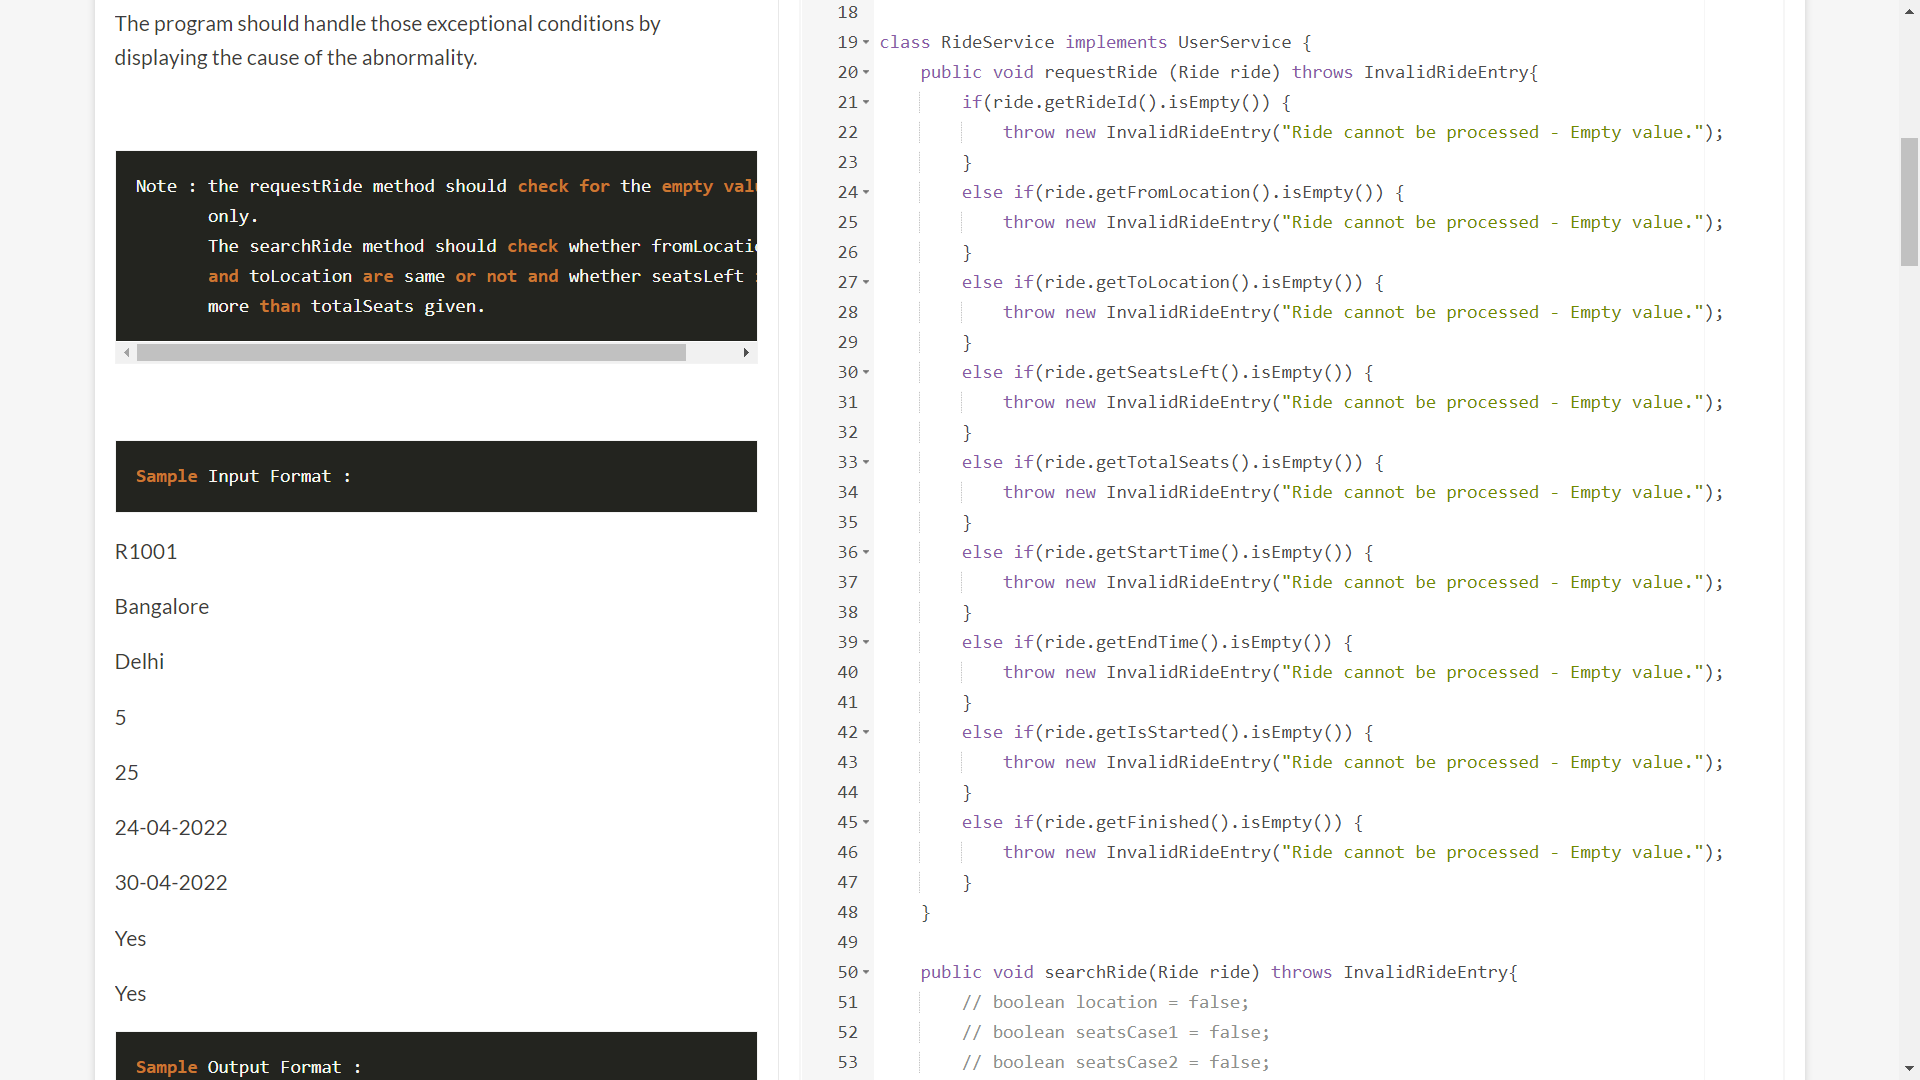 The program should handle those exceptional conditions by
displaying the cause of the abnormality.
Note : the requestRide method should check for the empty
only.
The searchRide method should check whether
and toLocation are same or not and whether seatsLeft
more than totalSeats given.
Sample Input Format :
R1001
Bangalore
Delhi
5
25
24-04-2022
30-04-2022
Yes
Yes
Sample Output Format :
18
19 class RideService implements UserService {
20 public void requestRide (Ride ride) throws InvalidRideEntry{
21 if(ride.getRideId().isEmpty()) {
22 throw new InvalidRideEntry("Ride cannot be processed - Empty value.");
23 }
24 else if(ride.getFromLocation().isEmpty()) {
25 throw new InvalidRideEntry("Ride cannot be processed - Empty value.");
26 }
27 else if(ride.getToLocation().isEmpty()) {
28 throw new InvalidRideEntry("Ride cannot be processed - Empty value.");
29 }
30 else if(ride.getSeatsLeft().isEmpty()) {
31 throw new InvalidRideEntry("Ride cannot be processed - Empty value.");
32 }
33 else if(ride.getTotalSeats().isEmpty()) {
34 throw new InvalidRideEntry("Ride cannot be processed - Empty value.");
35 }
36 else if(ride.getStartTime().isEmpty()) {
37 throw new InvalidRideEntry("Ride cannot be processed - Empty value.");
38 }
39 else if(ride.getEndTime().isEmpty()) {
40 throw new InvalidRideEntry("Ride cannot be processed - Empty value.");
41 }
42 else if(ride.getIsStarted().isEmpty()) {
43 throw new InvalidRideEntry("Ride cannot be processed - Empty value.");
44 }
45 else if(ride.getFinished().isEmpty()) {
46 throw new InvalidRideEntry("Ride cannot be processed - Empty value.");
47 }
48 }
49
50 public void searchRide(Ride ride) throws InvalidRideEntry{
51 // boolean location = false;
52 // boolean seatsCase1 = false;
53 // boolean seatsCase2 = false;